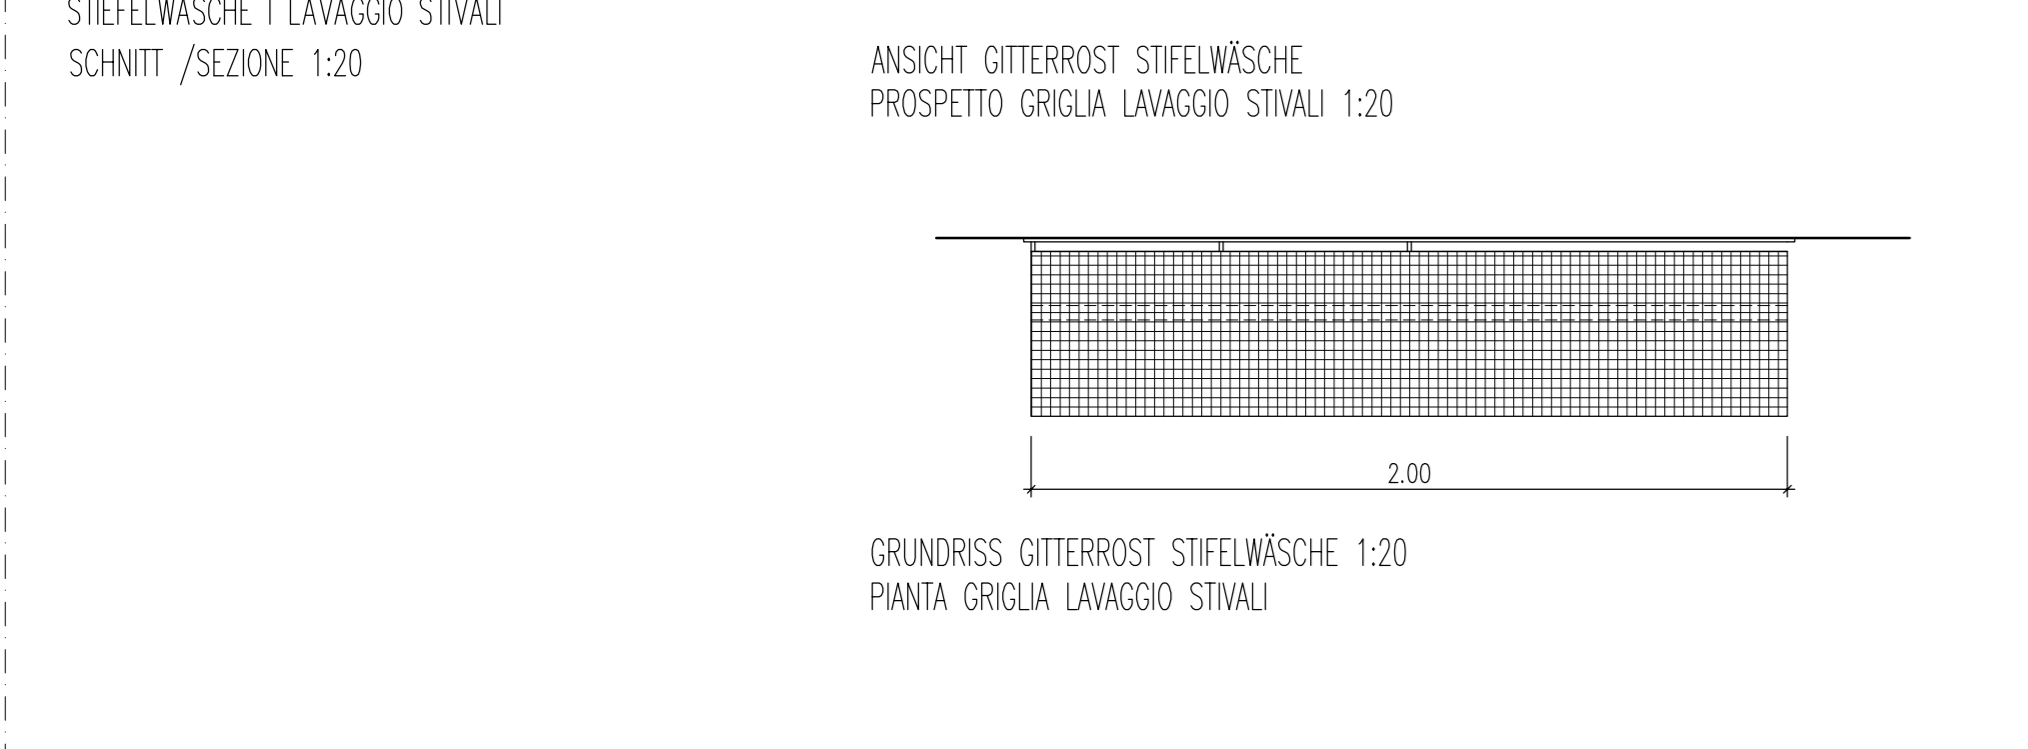 STIEFELWÄSCHE I LAVAGGIO STIVALI
SCHNITT /SEZIONE 1:20
ANSICHT GITTERROST STIFELWÄSCHE
PROSPETTO GRIGLIA LAVAGGIO STIVALI 1:20
2.00
GRUNDRISS GITTERROST STIFELWÄSCHE 1:20
PIANTA GRIGLIA LAVAGGIO STIVALI